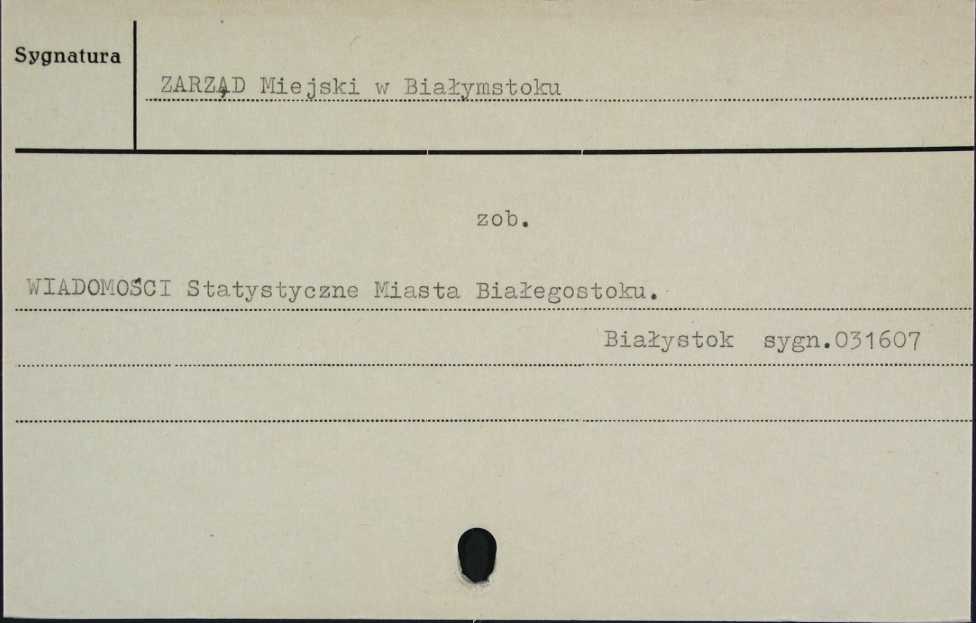 Sygnatura
ZARZĄD Miejski w Białymstoku
zob.
WIADOMOŚCI Statystyczne Miasta Białegostoku.
Białystok sygn.031607